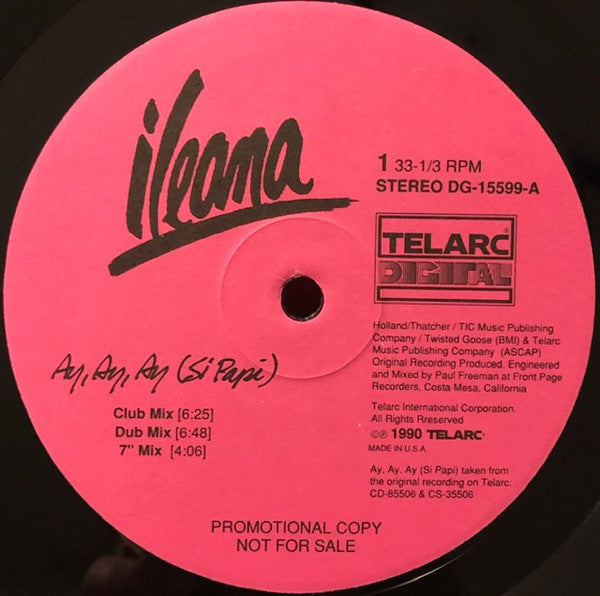 ileana
1 33-1/3 RPM
STEREO DG-15599-A
TELARC®
DIGITAL
Holland/Thatcher / TIC Music Publishing
Company / Twisted Goose (BMI) & Telarc
Music Publishing Company (ASCAP)
Original Recording Produced, Engineered
and Mixed by Paul Freeman at Front Page
Recorders, Costa Mesa, California
Telarc International Corporation.
All Rights Rreserved
©℗ 1990 TELARC®
MADE IN U.S.A.
Ay, Ay, Ay (Si Papi) taken from
the original recording on Telarc:
CD-85506 & CS-35506
Ay, Ay, Ay (Si Papi)
Club Mix [6:25]
Dub Mix [6:48]
7" Mix [4:06]
PROMOTIONAL COPY
NOT FOR SALE